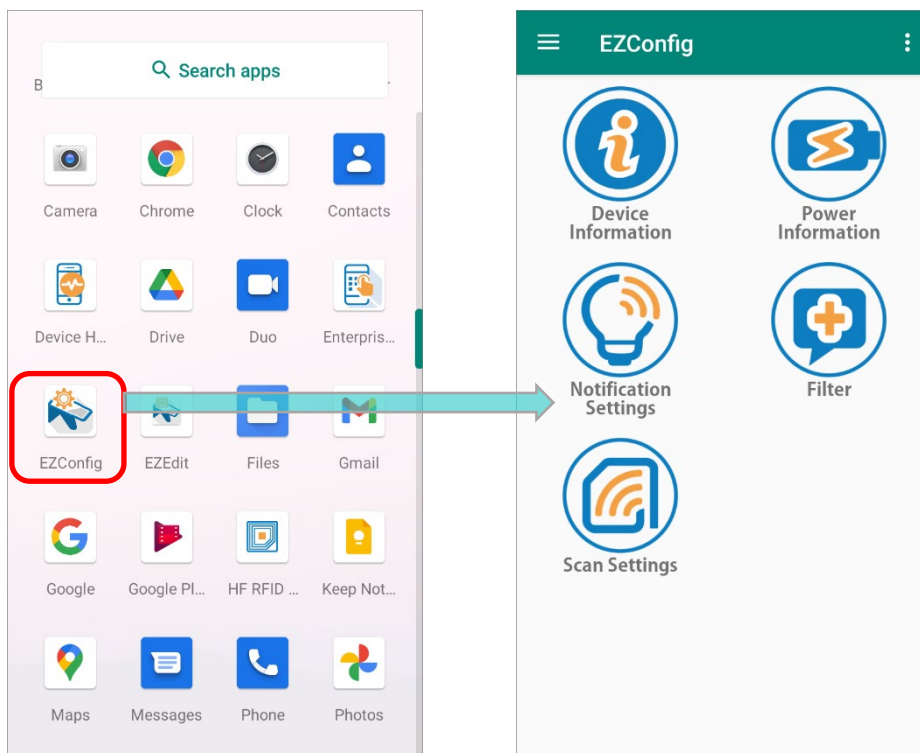 Search apps
B
Camera Chrome Clock Contacts
Device H... Drive Duo Enterpris...
EZConfig EZEdit Files Gmail
Google Google Pl... HF RFID ... Keep Not...
Maps Messages Phone Photos
EZConfig
Device
Information
Power
Information
Notification
Settings
Filter
Scan Settings